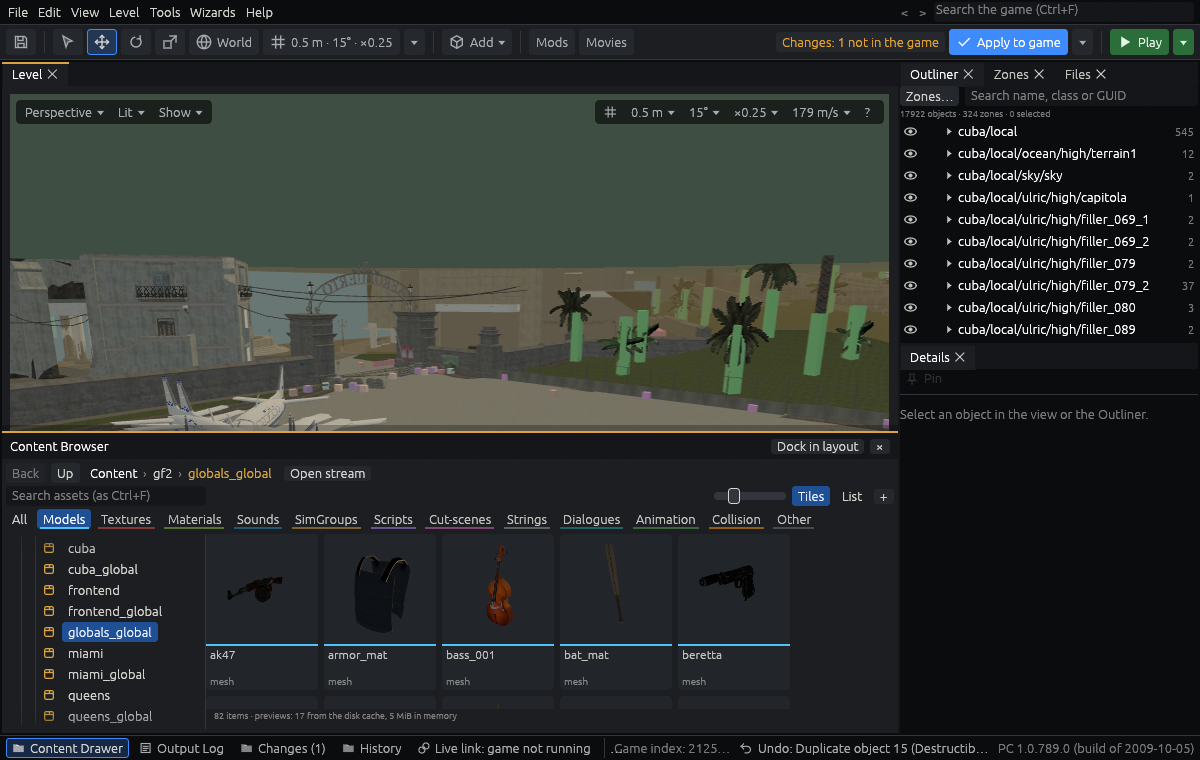 File Edit View Level Tools Wizards Help
< > Search the game (Ctrl+F)
World 0.5 m · 15° · ×0.25 Add Mods Movies
Changes: 1 not in the game Apply to game Play
Level
Outliner Zones Files
Perspective Lit Show
0.5 m 15° ×0.25 179 m/s ?
Zones... Search name, class or GUID
17922 objects · 324 zones · 0 selected
cuba/local 545
cuba/local/ocean/high/terrain1 12
cuba/local/sky/sky 2
cuba/local/ulric/high/capitola 1
cuba/local/ulric/high/filler_069_1 2
cuba/local/ulric/high/filler_069_2 2
cuba/local/ulric/high/filler_079 2
cuba/local/ulric/high/filler_079_2 37
cuba/local/ulric/high/filler_080 3
cuba/local/ulric/high/filler_089 2
Details
Pin
Select an object in the view or the Outliner.
Content Browser Dock in layout ×
Back Up Content › gf2 › globals_global Open stream
Search assets (as Ctrl+F) Tiles List +
All Models Textures Materials Sounds SimGroups Scripts Cut-scenes Strings Dialogues Animation Collision Other
cuba
cuba_global
frontend
frontend_global
globals_global
miami
miami_global
queens
queens_global
ak47
mesh
armor_mat
mesh
bass_001
mesh
bat_mat
mesh
beretta
mesh
82 items · previews: 17 from the disk cache, 5 MiB in memory
Content Drawer Output Log Changes (1) History Live link: game not running .Game index: 2125... Undo: Duplicate object 15 (Destructib... PC 1.0.789.0 (build of 2009-10-05)